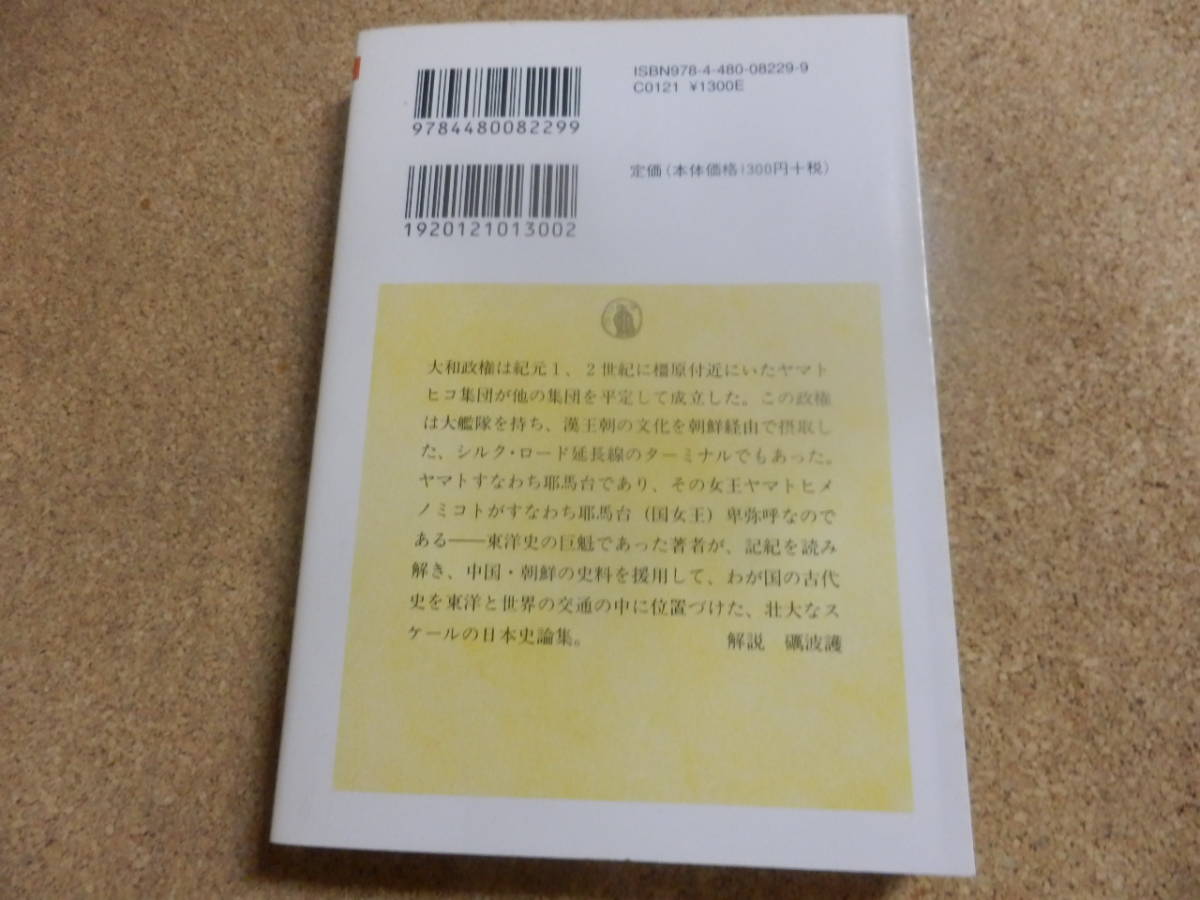 ISBN978-4-480-08229-9
C0121 ¥1300E
9784480082299
定価(本体価格1300円+税)
1920121013002
大和政権は紀元1、2世紀に橿原付近にいたヤマト
ヒコ集団が他の集団を平定して成立した。この政権
は大艦隊を持ち、漢王朝の文化を朝鮮経由で摂取し
た、シルク・ロード延長線のターミナルでもあった。
ヤマトすなわち耶馬台であり、その女王ヤマトヒメ
ノミコトがすなわち耶馬台(国女王)卑弥呼なので
ある――東洋史の巨魁であった著者が、記紀を読み
解き、中国・朝鮮の史料を援用して、わが国の古代
史を東洋と世界の交通の中に位置づけた、壮大なス
ケールの日本史論集。 解説 礪波護